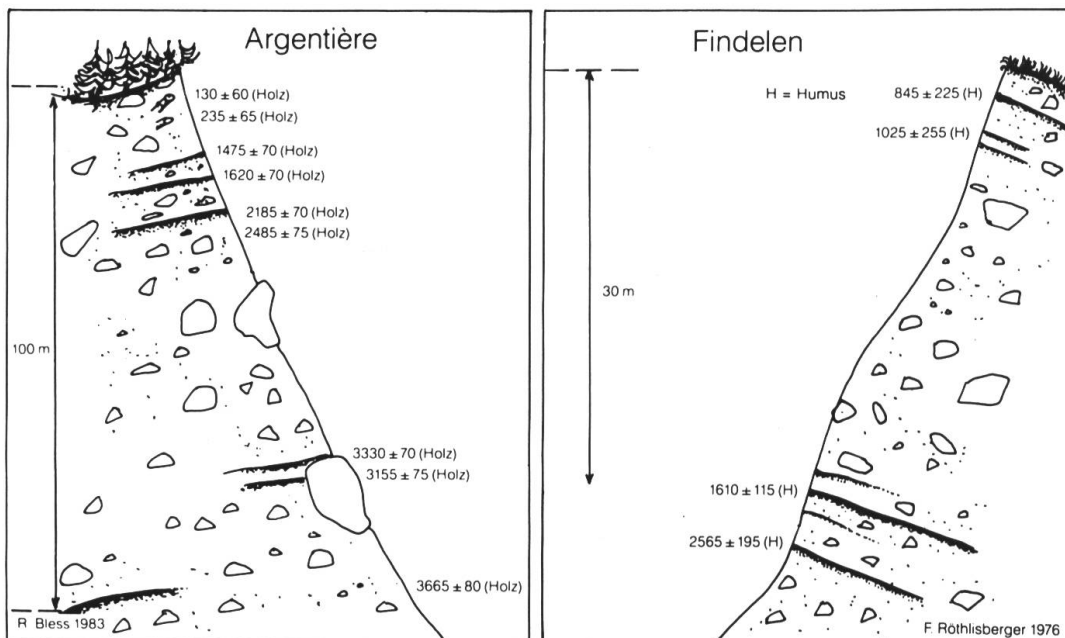 Argentière
130 ± 60 (Holz)
235 ± 65 (Holz)
1475 ± 70 (Holz)
1620 ± 70 (Holz)
2185 ± 70 (Holz)
2485 ± 75 (Holz)
100 m
3330 ± 70 (Holz)
3155 ± 75 (Holz)
3665 ± 80 (Holz)
R. Bless 1983
Findelen
H = Humus
845 ± 225 (H)
1025 ± 255 (H)
30 m
1610 ± 115 (H)
2565 ± 195 (H)
F. Röthlisberger 1976